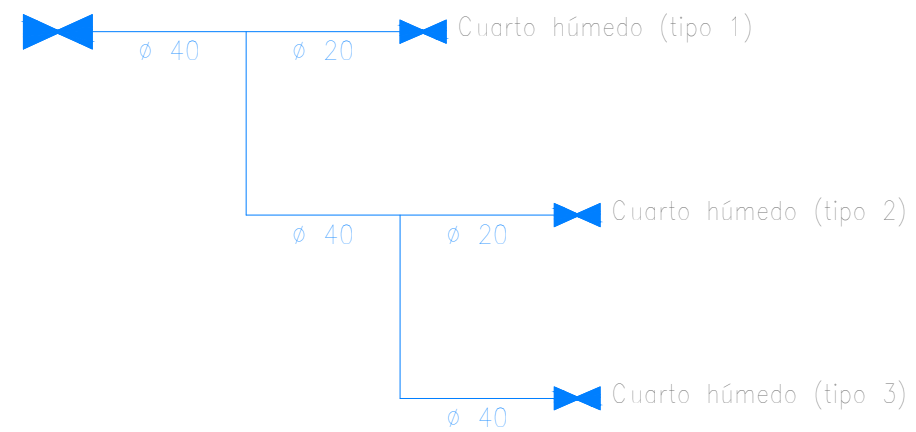 Cuarto húmedo (tipo 1)
ø 40
ø 20
Cuarto húmedo (tipo 2)
ø 40
ø 20
Cuarto húmedo (tipo 3)
ø 40